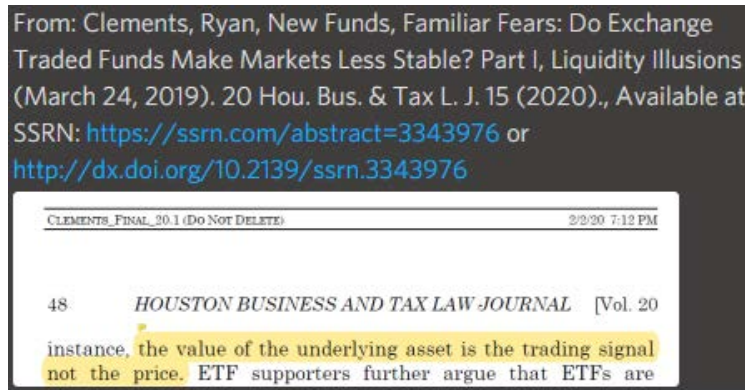 From: Clements, Ryan, New Funds, Familiar Fears: Do Exchange
Traded Funds Make Markets Less Stable? Part I, Liquidity Illusions
(March 24, 2019). 20 Hou. Bus. & Tax L. J. 15 (2020)., Available at
SSRN: https://ssrn.com/abstract=3343976 or
http://dx.doi.org/10.2139/ssrn.3343976
CLEMENTS_FINAL_20.1 (DO NOT DELETE) 2/2/20 7:12 PM
48 HOUSTON BUSINESS AND TAX LAW JOURNAL [Vol. 20
instance, the value of the underlying asset is the trading signal
not the price. ETF supporters further argue that ETFs are